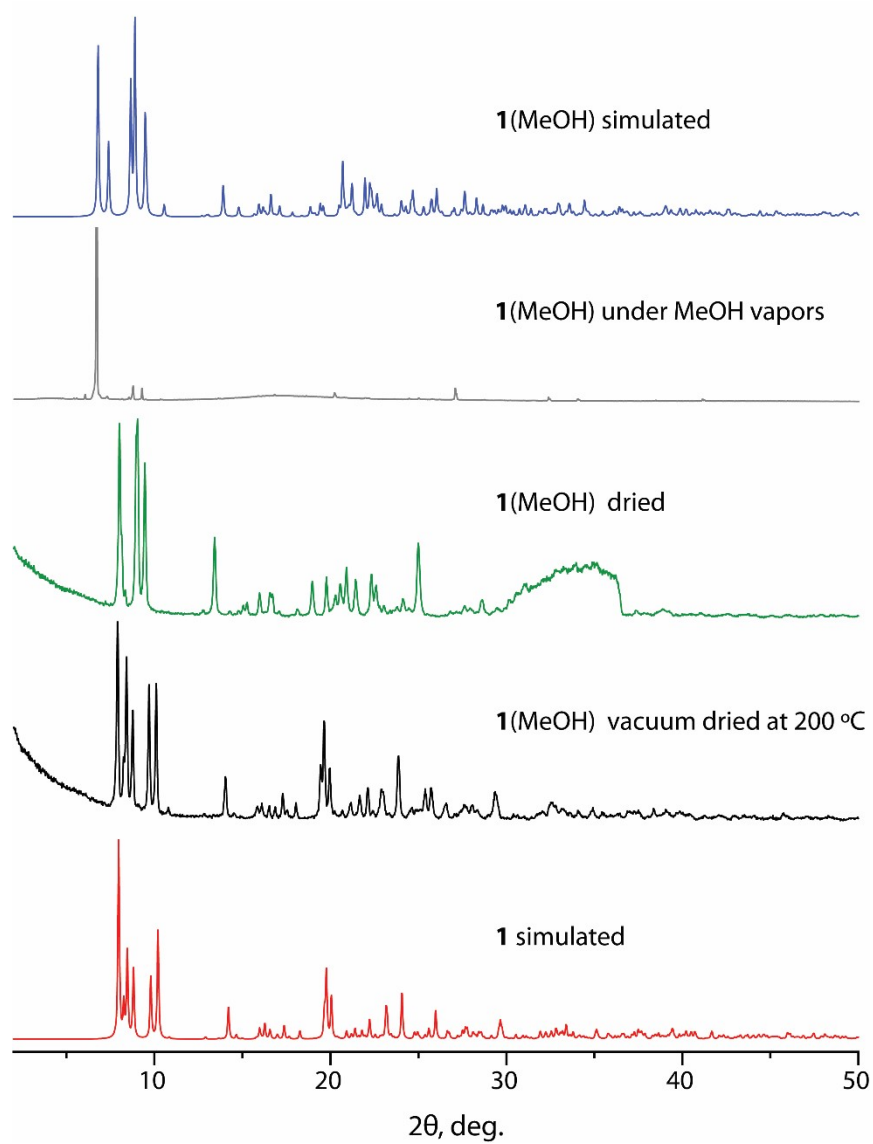 1(MeOH) simulated
1(MeOH) under MeOH vapors
1(MeOH) dried
1(MeOH) vacuum dried at 200 ºC
1 simulated
10 20 30 40 50
2θ, deg.